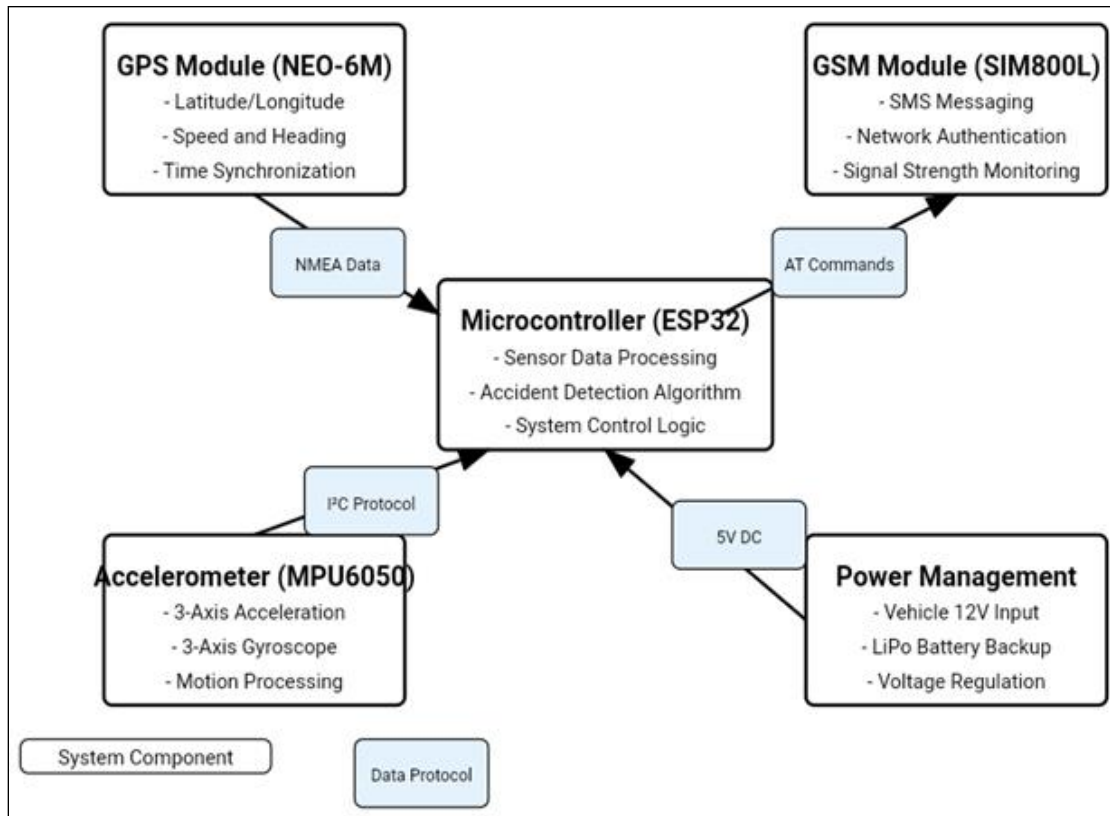 GPS Module (NEO-6M)
- Latitude/Longitude
- Speed and Heading
- Time Synchronization
GSM Module (SIM800L)
- SMS Messaging
- Network Authentication
- Signal Strength Monitoring
NMEA Data
AT Commands
Microcontroller (ESP32)
- Sensor Data Processing
- Accident Detection Algorithm
- System Control Logic
I²C Protocol
5V DC
Accelerometer (MPU6050)
- 3-Axis Acceleration
- 3-Axis Gyroscope
- Motion Processing
Power Management
- Vehicle 12V Input
- LiPo Battery Backup
- Voltage Regulation
System Component
Data Protocol